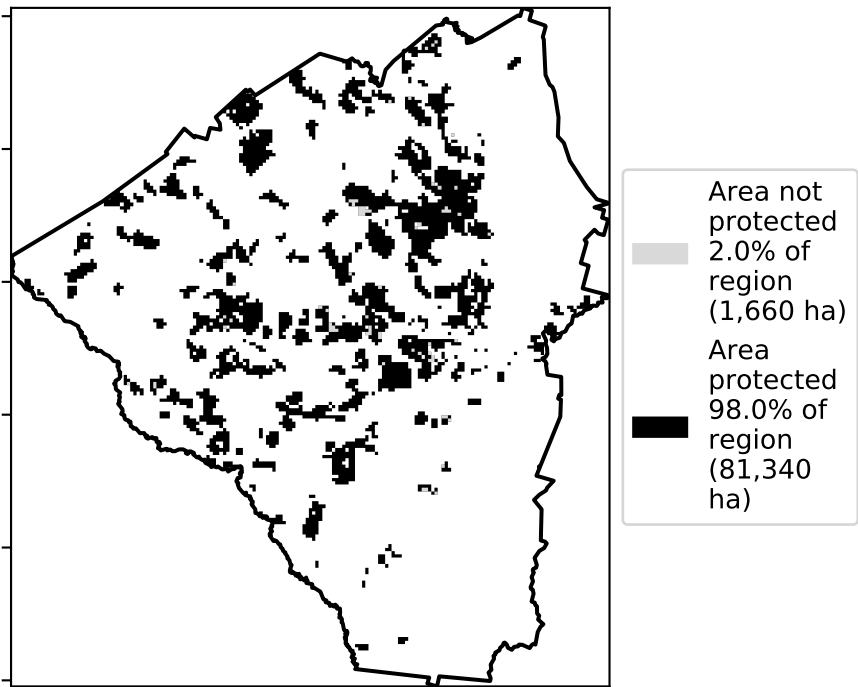 Area not
protected
2.0% of
region
(1,660 ha)
Area
protected
98.0% of
region
(81,340
ha)